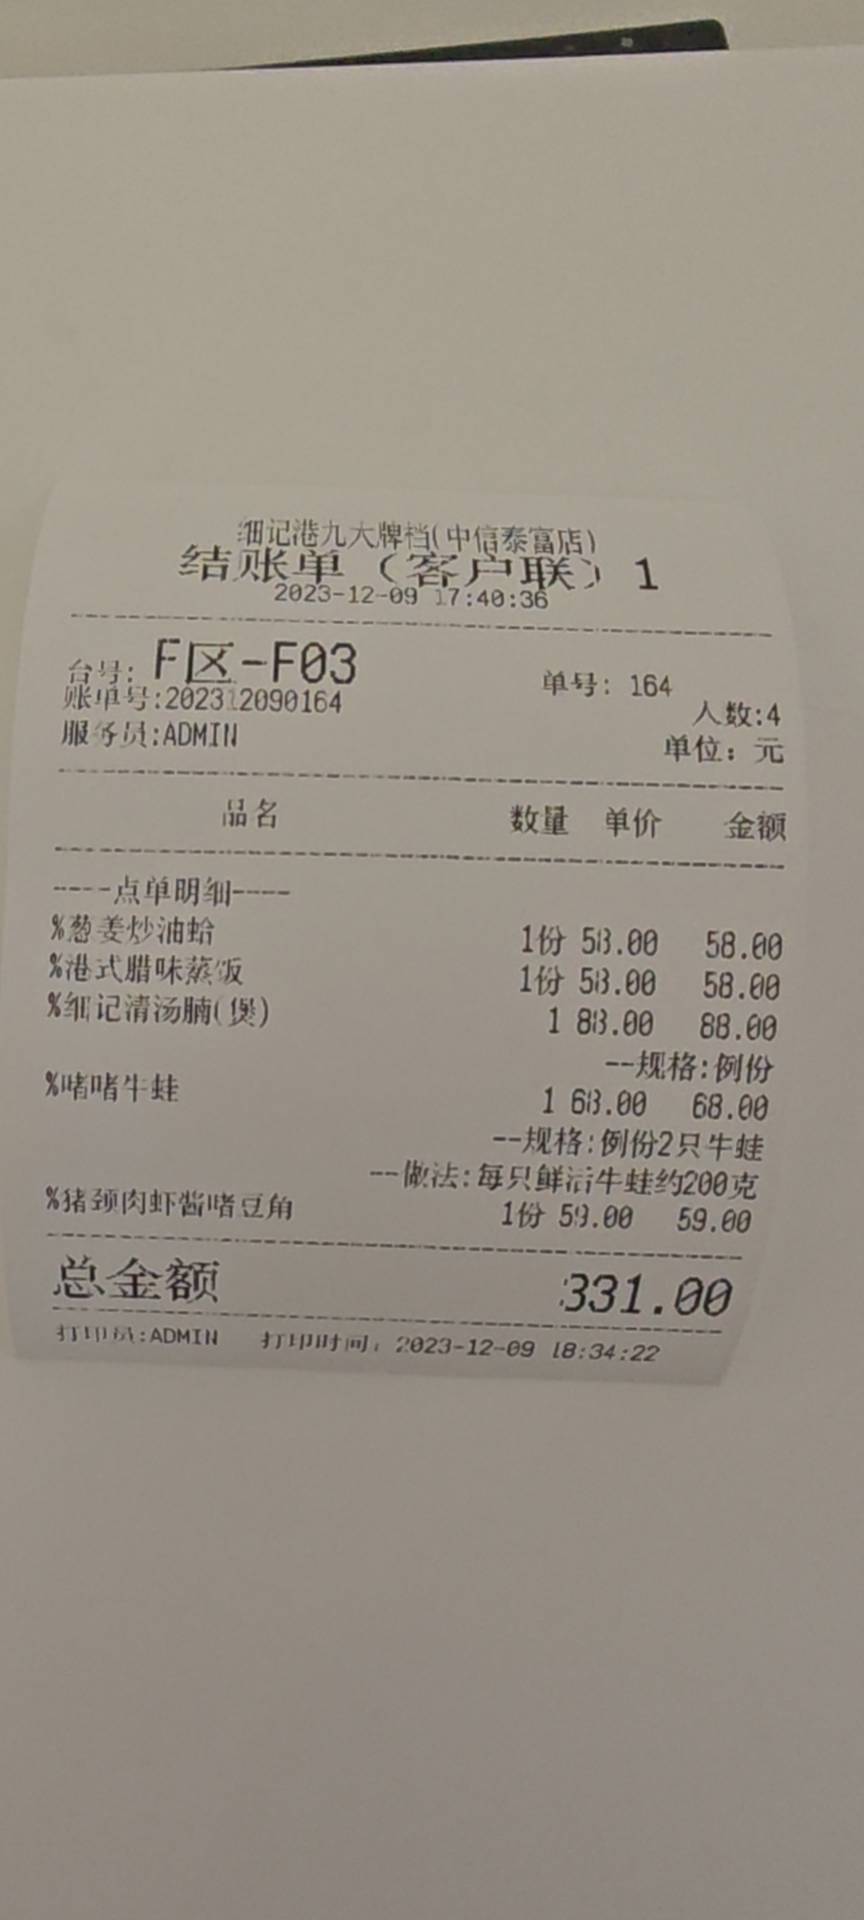 细记港九大牌档(中信泰富店)
结账单（客户联）1
2023-12-09 17:40:36
台号: F区-F03 单号: 164
账单号:202312090164 人数:4
服务员:ADMIN 单位: 元
品名 数量 单价 金额
----点单明细----
%葱姜炒油蛤 1份 58.00 58.00
%港式腊味蒸饭 1份 58.00 58.00
%细记清汤腩(煲) 1 88.00 88.00
--规格:例份
%啫啫牛蛙 1 68.00 68.00
--规格:例份2只牛蛙
--做法:每只鲜活牛蛙约200克
%猪颈肉虾酱啫豆角 1份 59.00 59.00
总金额 331.00
打印员:ADMIN 打印时间: 2023-12-09 18:34:22